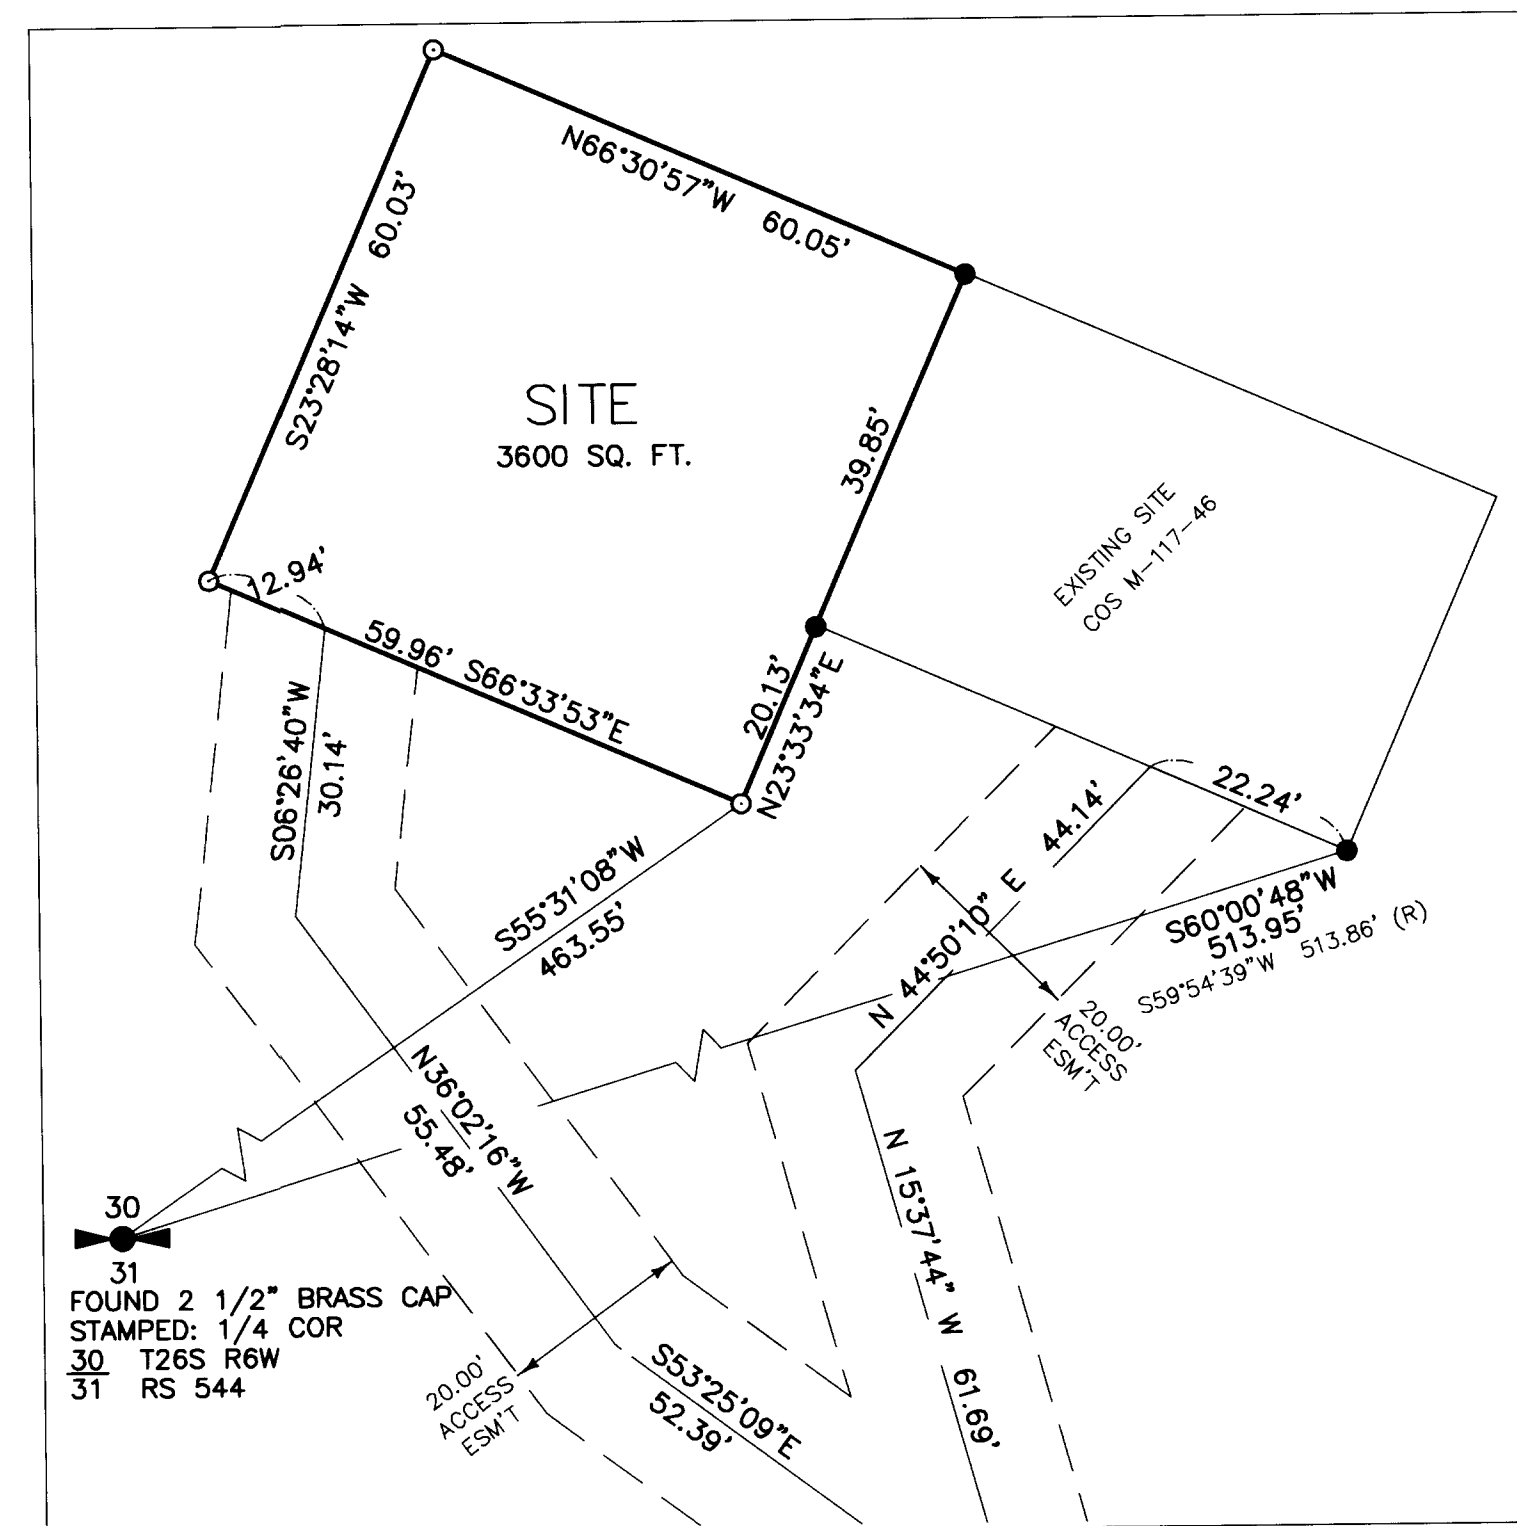 N66°30'57"W 60.05'
S23°28'14"W 60.03'
SITE
3600 SQ. FT.
39.85'
EXISTING SITE
COS M-117-46
12.94'
59.96' S66°33'53"E
20.13'
N23°33'34"E
S06°26'40"W
30.14'
S55°31'08"W
463.55'
N 44°50'10" E 44.14'
22.24'
S60°00'48"W
513.95'
S59°54'39"W 513.86' (R)
20.00'
ACCESS
ESM'T
N36°02'16"W
55.48'
N 15°37'44" W 61.69'
30
31
FOUND 2 1/2" BRASS CAP
STAMPED: 1/4 COR
30 T26S R6W
31 RS 544
20.00'
ACCESS
ESM'T
S53°25'09"E
52.39'